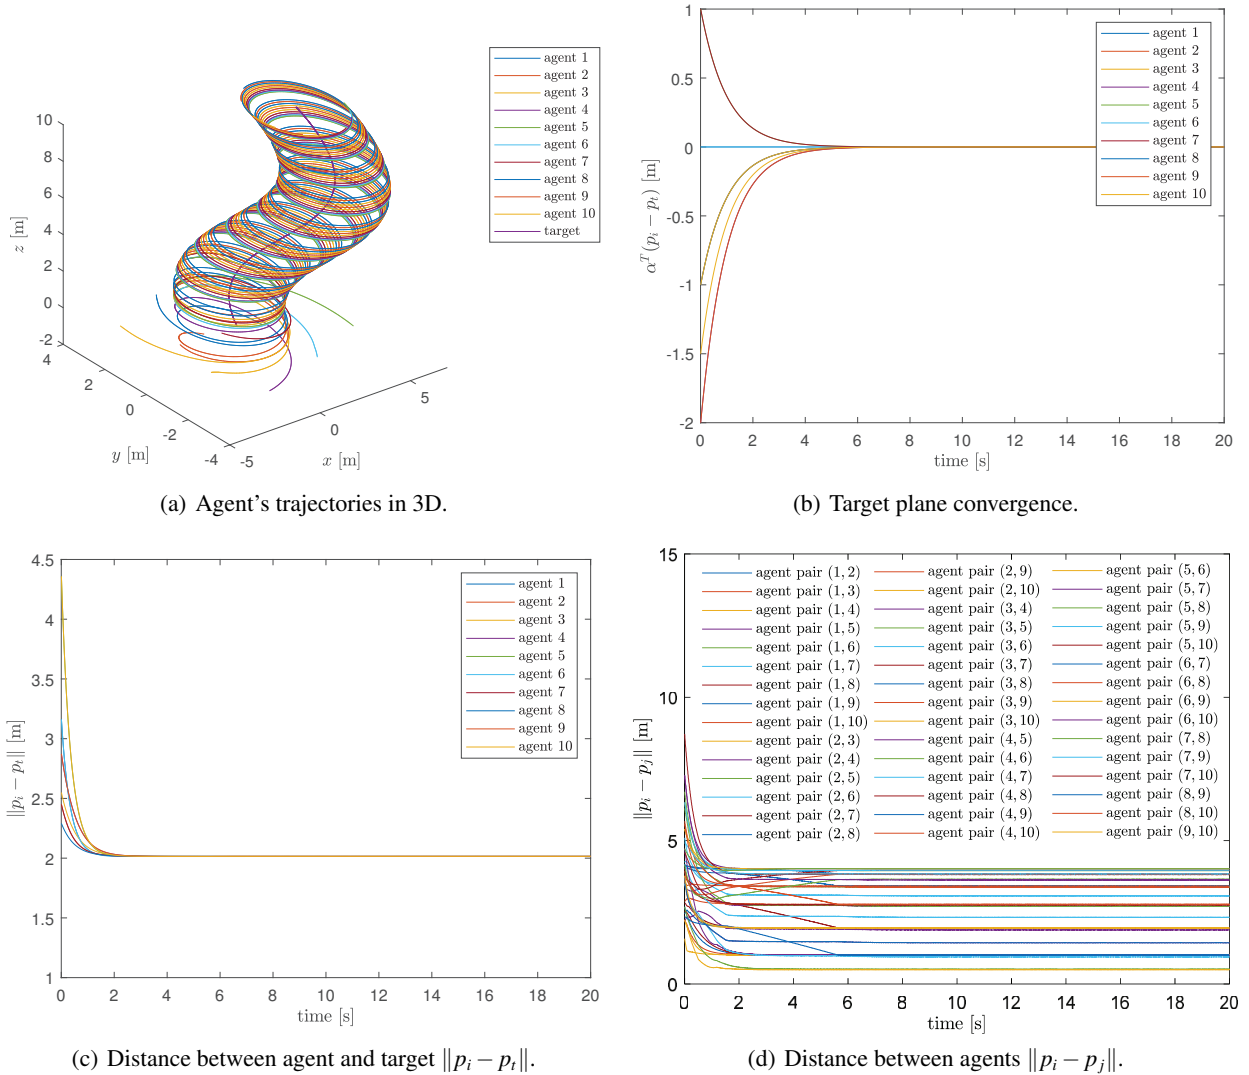 agent 1
agent 2
agent 3
agent 4
agent 5
agent 6
agent 7
agent 8
agent 9
agent 10
target
10
8
6
4
2
0
-2
z [m]
4
2
0
-2
-4
y [m]
-5
0
5
x [m]
(a) Agent's trajectories in 3D.
1
0.5
0
-0.5
-1
-1.5
-2
α^T(p_i − p_t) [m]
agent 1
agent 2
agent 3
agent 4
agent 5
agent 6
agent 7
agent 8
agent 9
agent 10
0 2 4 6 8 10 12 14 16 18 20
time [s]
(b) Target plane convergence.
4.5
4
3.5
3
2.5
2
1.5
1
||p_i − p_t|| [m]
agent 1
agent 2
agent 3
agent 4
agent 5
agent 6
agent 7
agent 8
agent 9
agent 10
0 2 4 6 8 10 12 14 16 18 20
time [s]
(c) Distance between agent and target ∥p_i − p_t∥.
15
10
5
0
||p_i − p_j|| [m]
agent pair (1, 2)
agent pair (1, 3)
agent pair (1, 4)
agent pair (1, 5)
agent pair (1, 6)
agent pair (1, 7)
agent pair (1, 8)
agent pair (1, 9)
agent pair (1, 10)
agent pair (2, 3)
agent pair (2, 4)
agent pair (2, 5)
agent pair (2, 6)
agent pair (2, 7)
agent pair (2, 8)
agent pair (2, 9)
agent pair (2, 10)
agent pair (3, 4)
agent pair (3, 5)
agent pair (3, 6)
agent pair (3, 7)
agent pair (3, 8)
agent pair (3, 9)
agent pair (3, 10)
agent pair (4, 5)
agent pair (4, 6)
agent pair (4, 7)
agent pair (4, 8)
agent pair (4, 9)
agent pair (4, 10)
agent pair (5, 6)
agent pair (5, 7)
agent pair (5, 8)
agent pair (5, 9)
agent pair (5, 10)
agent pair (6, 7)
agent pair (6, 8)
agent pair (6, 9)
agent pair (6, 10)
agent pair (7, 8)
agent pair (7, 9)
agent pair (7, 10)
agent pair (8, 9)
agent pair (8, 10)
agent pair (9, 10)
0 2 4 6 8 10 12 14 16 18 20
time [s]
(d) Distance between agents ∥p_i − p_j∥.